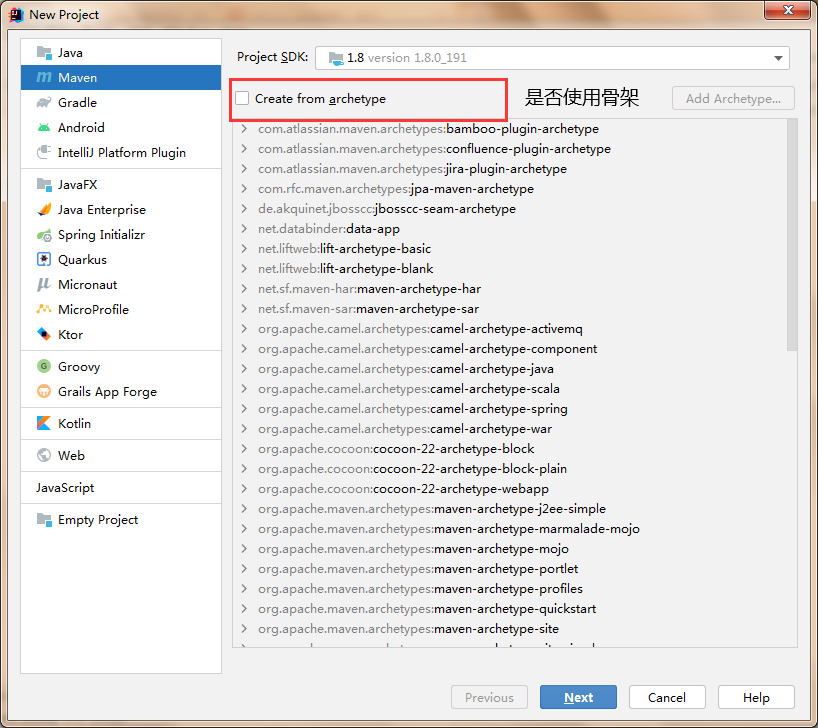 New Project
Java
Maven
Gradle
Android
IntelliJ Platform Plugin
JavaFX
Java Enterprise
Spring Initializr
Quarkus
Micronaut
MicroProfile
Ktor
Groovy
Grails App Forge
Kotlin
Web
JavaScript
Empty Project
Project SDK: 1.8 version 1.8.0_191
Create from archetype 是否使用骨架 Add Archetype...
com.atlassian.maven.archetypes:bamboo-plugin-archetype
com.atlassian.maven.archetypes:confluence-plugin-archetype
com.atlassian.maven.archetypes:jira-plugin-archetype
com.rfc.maven.archetypes:jpa-maven-archetype
de.akquinet.jbosscc:jbosscc-seam-archetype
net.databinder:data-app
net.liftweb:lift-archetype-basic
net.liftweb:lift-archetype-blank
net.sf.maven-har:maven-archetype-har
net.sf.maven-sar:maven-archetype-sar
org.apache.camel.archetypes:camel-archetype-activemq
org.apache.camel.archetypes:camel-archetype-component
org.apache.camel.archetypes:camel-archetype-java
org.apache.camel.archetypes:camel-archetype-scala
org.apache.camel.archetypes:camel-archetype-spring
org.apache.camel.archetypes:camel-archetype-war
org.apache.cocoon:cocoon-22-archetype-block
org.apache.cocoon:cocoon-22-archetype-block-plain
org.apache.cocoon:cocoon-22-archetype-webapp
org.apache.maven.archetypes:maven-archetype-j2ee-simple
org.apache.maven.archetypes:maven-archetype-marmalade-mojo
org.apache.maven.archetypes:maven-archetype-mojo
org.apache.maven.archetypes:maven-archetype-portlet
org.apache.maven.archetypes:maven-archetype-profiles
org.apache.maven.archetypes:maven-archetype-quickstart
org.apache.maven.archetypes:maven-archetype-site
Previous Next Cancel Help